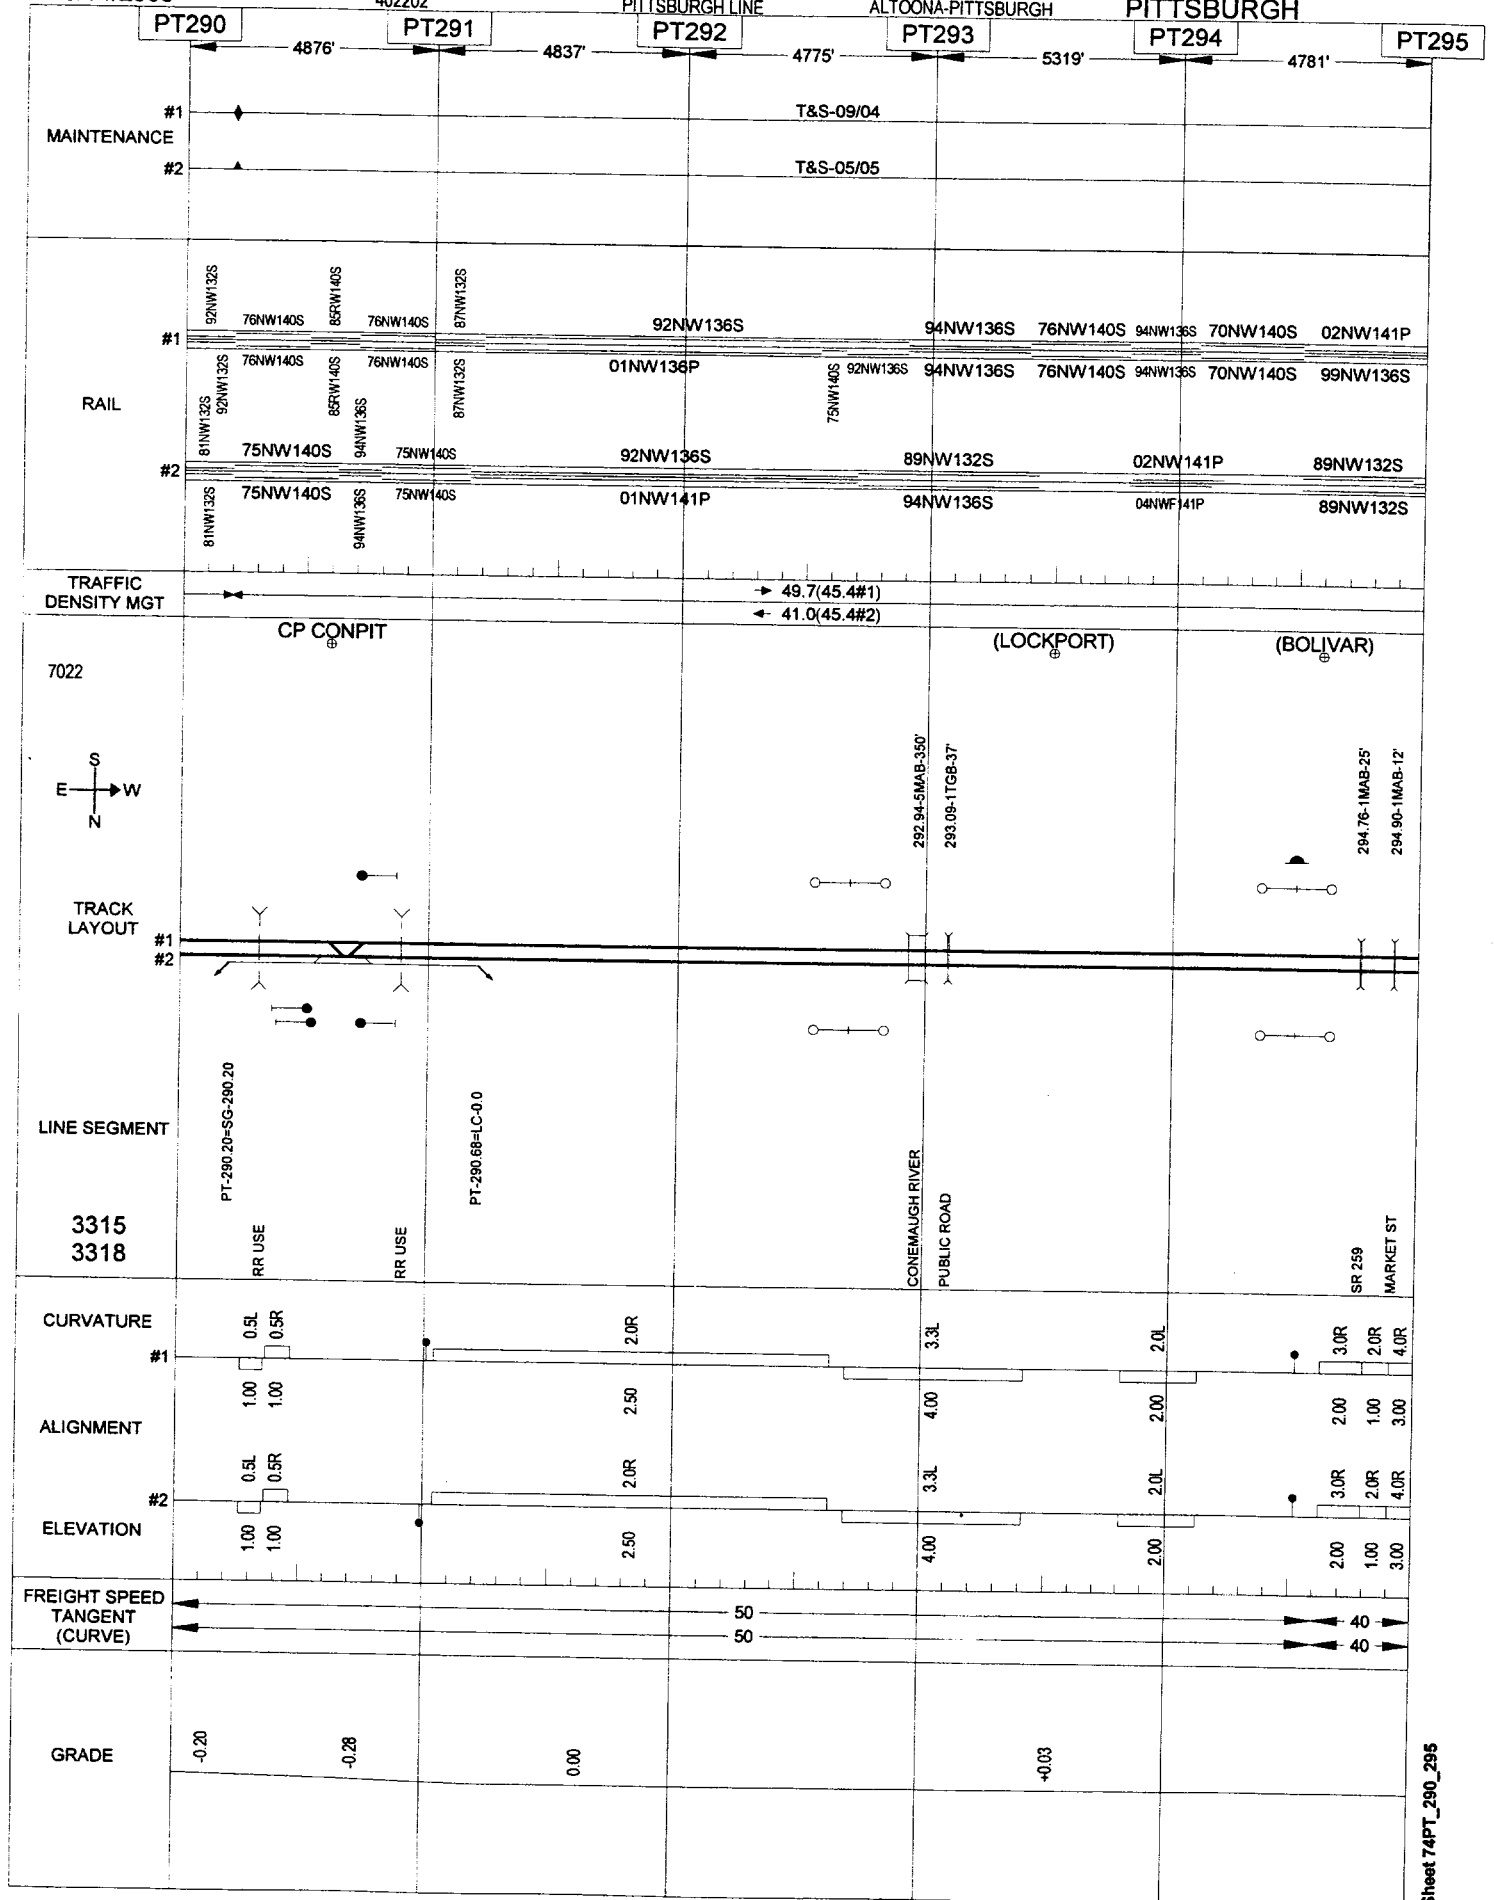 402202 PITTSBURGH LINE ALTOONA-PITTSBURGH PITTSBURGH
PT290 PT291 PT292 PT293 PT294 PT295
4876' 4837' 4775' 5319' 4781'
MAINTENANCE
#1 T&S-09/04
#2 T&S-05/05
RAIL
92NW132S 76NW140S 85RW140S 76NW140S 87NW132S 92NW136S 94NW136S 76NW140S 94NW136S 70NW140S 02NW141P
#1
92NW132S 76NW140S 85RW140S 76NW140S 87NW132S 01NW136P 75NW140S 92NW136S 94NW136S 76NW140S 94NW136S 70NW140S 99NW136S
81NW132S 75NW140S 94NW136S 75NW140S 92NW136S 89NW132S 02NW141P 89NW132S
#2
81NW132S 75NW140S 94NW136S 75NW140S 01NW141P 94NW136S 04NWF141P 89NW132S
TRAFFIC
DENSITY MGT
49.7(45.4#1)
41.0(45.4#2)
CP CONPIT (LOCKPORT) (BOLIVAR)
7022
S
E W
N
292.94-5MAB-350' 293.09-1TGB-37' 294.76-1MAB-25' 294.90-1MAB-12'
TRACK
LAYOUT
#1
#2
LINE SEGMENT
PT-290.20=SG-290.20 PT-290.68=LC-0.0
3315
3318
RR USE RR USE CONEMAUGH RIVER PUBLIC ROAD SR 259 MARKET ST
CURVATURE
0.5L 0.5R 2.0R 3.3L 2.0L 3.0R 2.0R 4.0R
#1
1.00 1.00 2.50 4.00 2.00 2.00 1.00 3.00
ALIGNMENT
0.5L 0.5R 2.0R 3.3L 2.0L 3.0R 2.0R 4.0R
#2
ELEVATION
1.00 1.00 2.50 4.00 2.00 2.00 1.00 3.00
FREIGHT SPEED
TANGENT
(CURVE)
50 40
50 40
GRADE
-0.20 -0.28 0.00 +0.03
Sheet 74PT_290_295